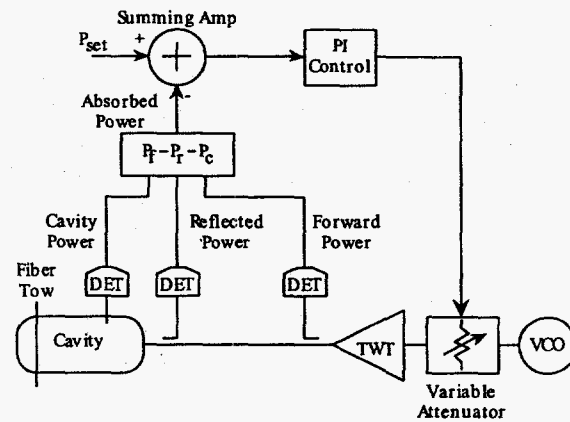 Summing Amp
P_set
+
-
PI
Control
Absorbed
Power
P_f-P_r-P_c
Cavity
Power
Reflected
Power
Forward
Power
Fiber
Tow
DET
DET
DET
Cavity
TWT
VCO
Variable
Attenuator